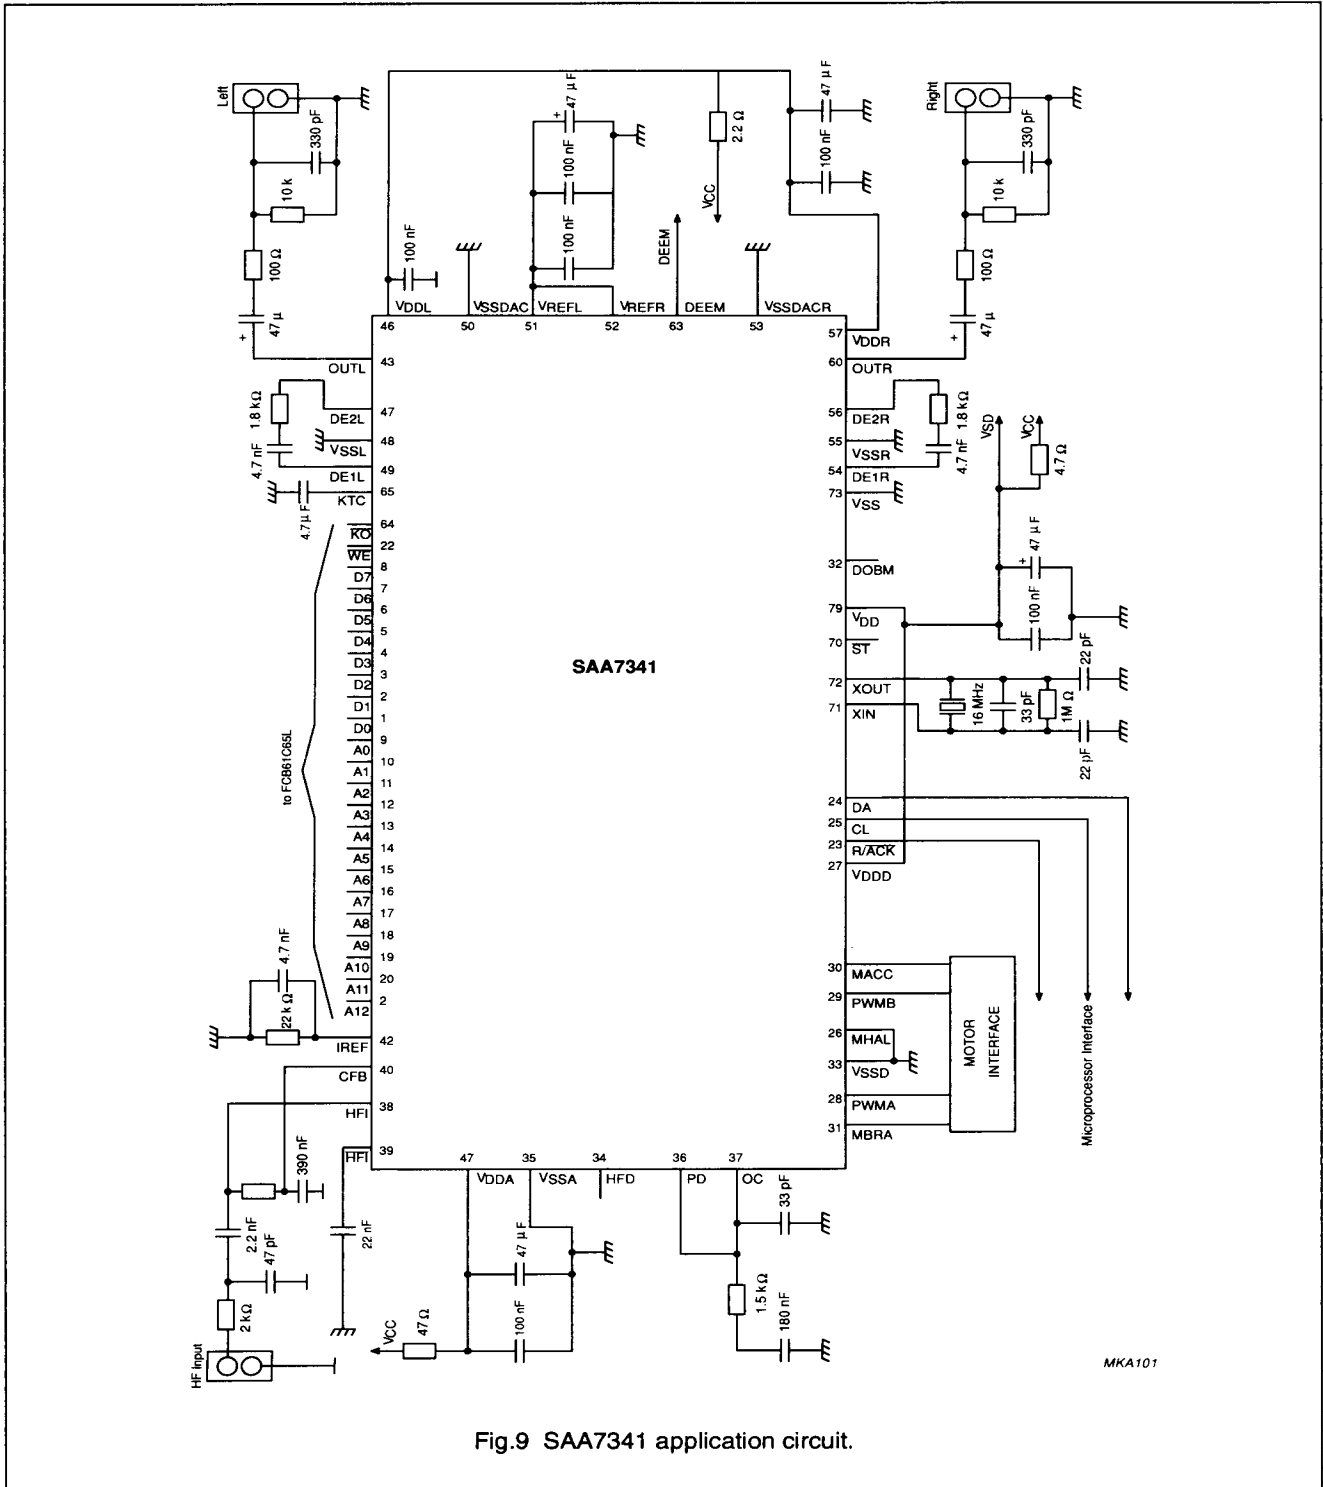 Left
330 pF
10 k
100 Ω
47 µ
+
100 nF
+
47 µ F
100 nF
100 nF
DEEM
VCC
2.2 Ω
47 µ F
100 nF
Right
330 pF
10 k
100 Ω
47 µ
+
VDDL
VSSDAC
VREFL
VREFR
DEEM
VSSDACR
46
50
51
52
63
53
57
VDDR
43
OUTL
60
OUTR
1.8 kΩ
4.7 nF
47
DE2L
48
VSSL
49
DE1L
65
KTC
4.7 µ F
56
DE2R
55
VSSR
54
DE1R
73
VSS
1.8 kΩ
4.7 nF
VSD
VCC
4.7 Ω
64
KO
22
WE
8
D7
7
D6
6
D5
5
D4
4
D3
3
D2
2
D1
1
D0
9
A0
10
A1
11
A2
12
A3
13
A4
14
A5
15
A6
16
A7
17
A8
18
A9
19
A10
20
A11
2
A12
to FCB61C65L
SAA7341
32
DOBM
+
47 µ F
100 nF
79
VDD
70
ST
72
XOUT
71
XIN
16 MHz
33 pF
1M Ω
22 pF
22 pF
24
DA
25
CL
23
R/ACK
27
VDDD
30
MACC
29
PWMB
26
MHAL
33
VSSD
28
PWMA
31
MBRA
MOTOR
INTERFACE
Microprocessor Interface
4.7 nF
22 k Ω
42
IREF
40
CFB
38
HFI
39
HFI
390 nF
2.2 nF
47 pF
2 kΩ
22 nF
HF Input
47
VDDA
35
VSSA
34
HFD
36
PD
37
OC
VCC
47 Ω
47 µ F
100 nF
33 pF
1.5 kΩ
180 nF
MKA101
Fig.9 SAA7341 application circuit.